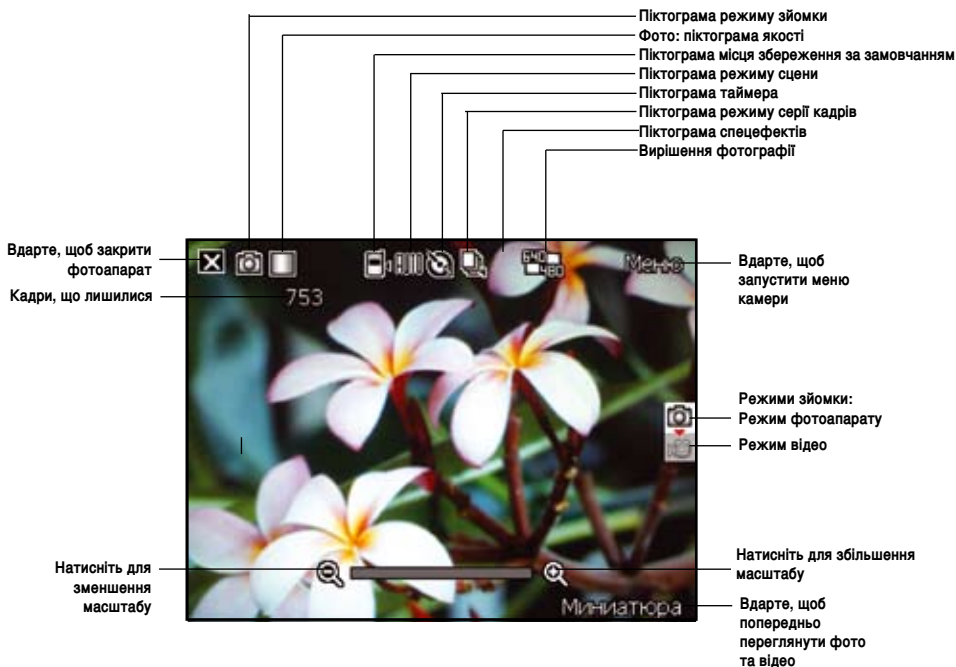 Піктограма режиму зйомки
Фото: піктограма якості
Піктограма місця збереження за замовчанням
Піктограма режиму сцени
Піктограма таймера
Піктограма режиму серії кадрів
Піктограма спецефектів
Вирішення фотографії
Вдарте, щоб закрити
фотоапарат
Кадри, що лишилися
640
480
Меню
753
Вдарте, щоб
запустити меню
камери
Режими зйомки:
Режим фотоапарату
Режим відео
Натисніть для
зменшення
масштабу
Натисніть для збільшення
масштабу
Миниатюра
Вдарте, щоб
попередньо
переглянути фото
та відео